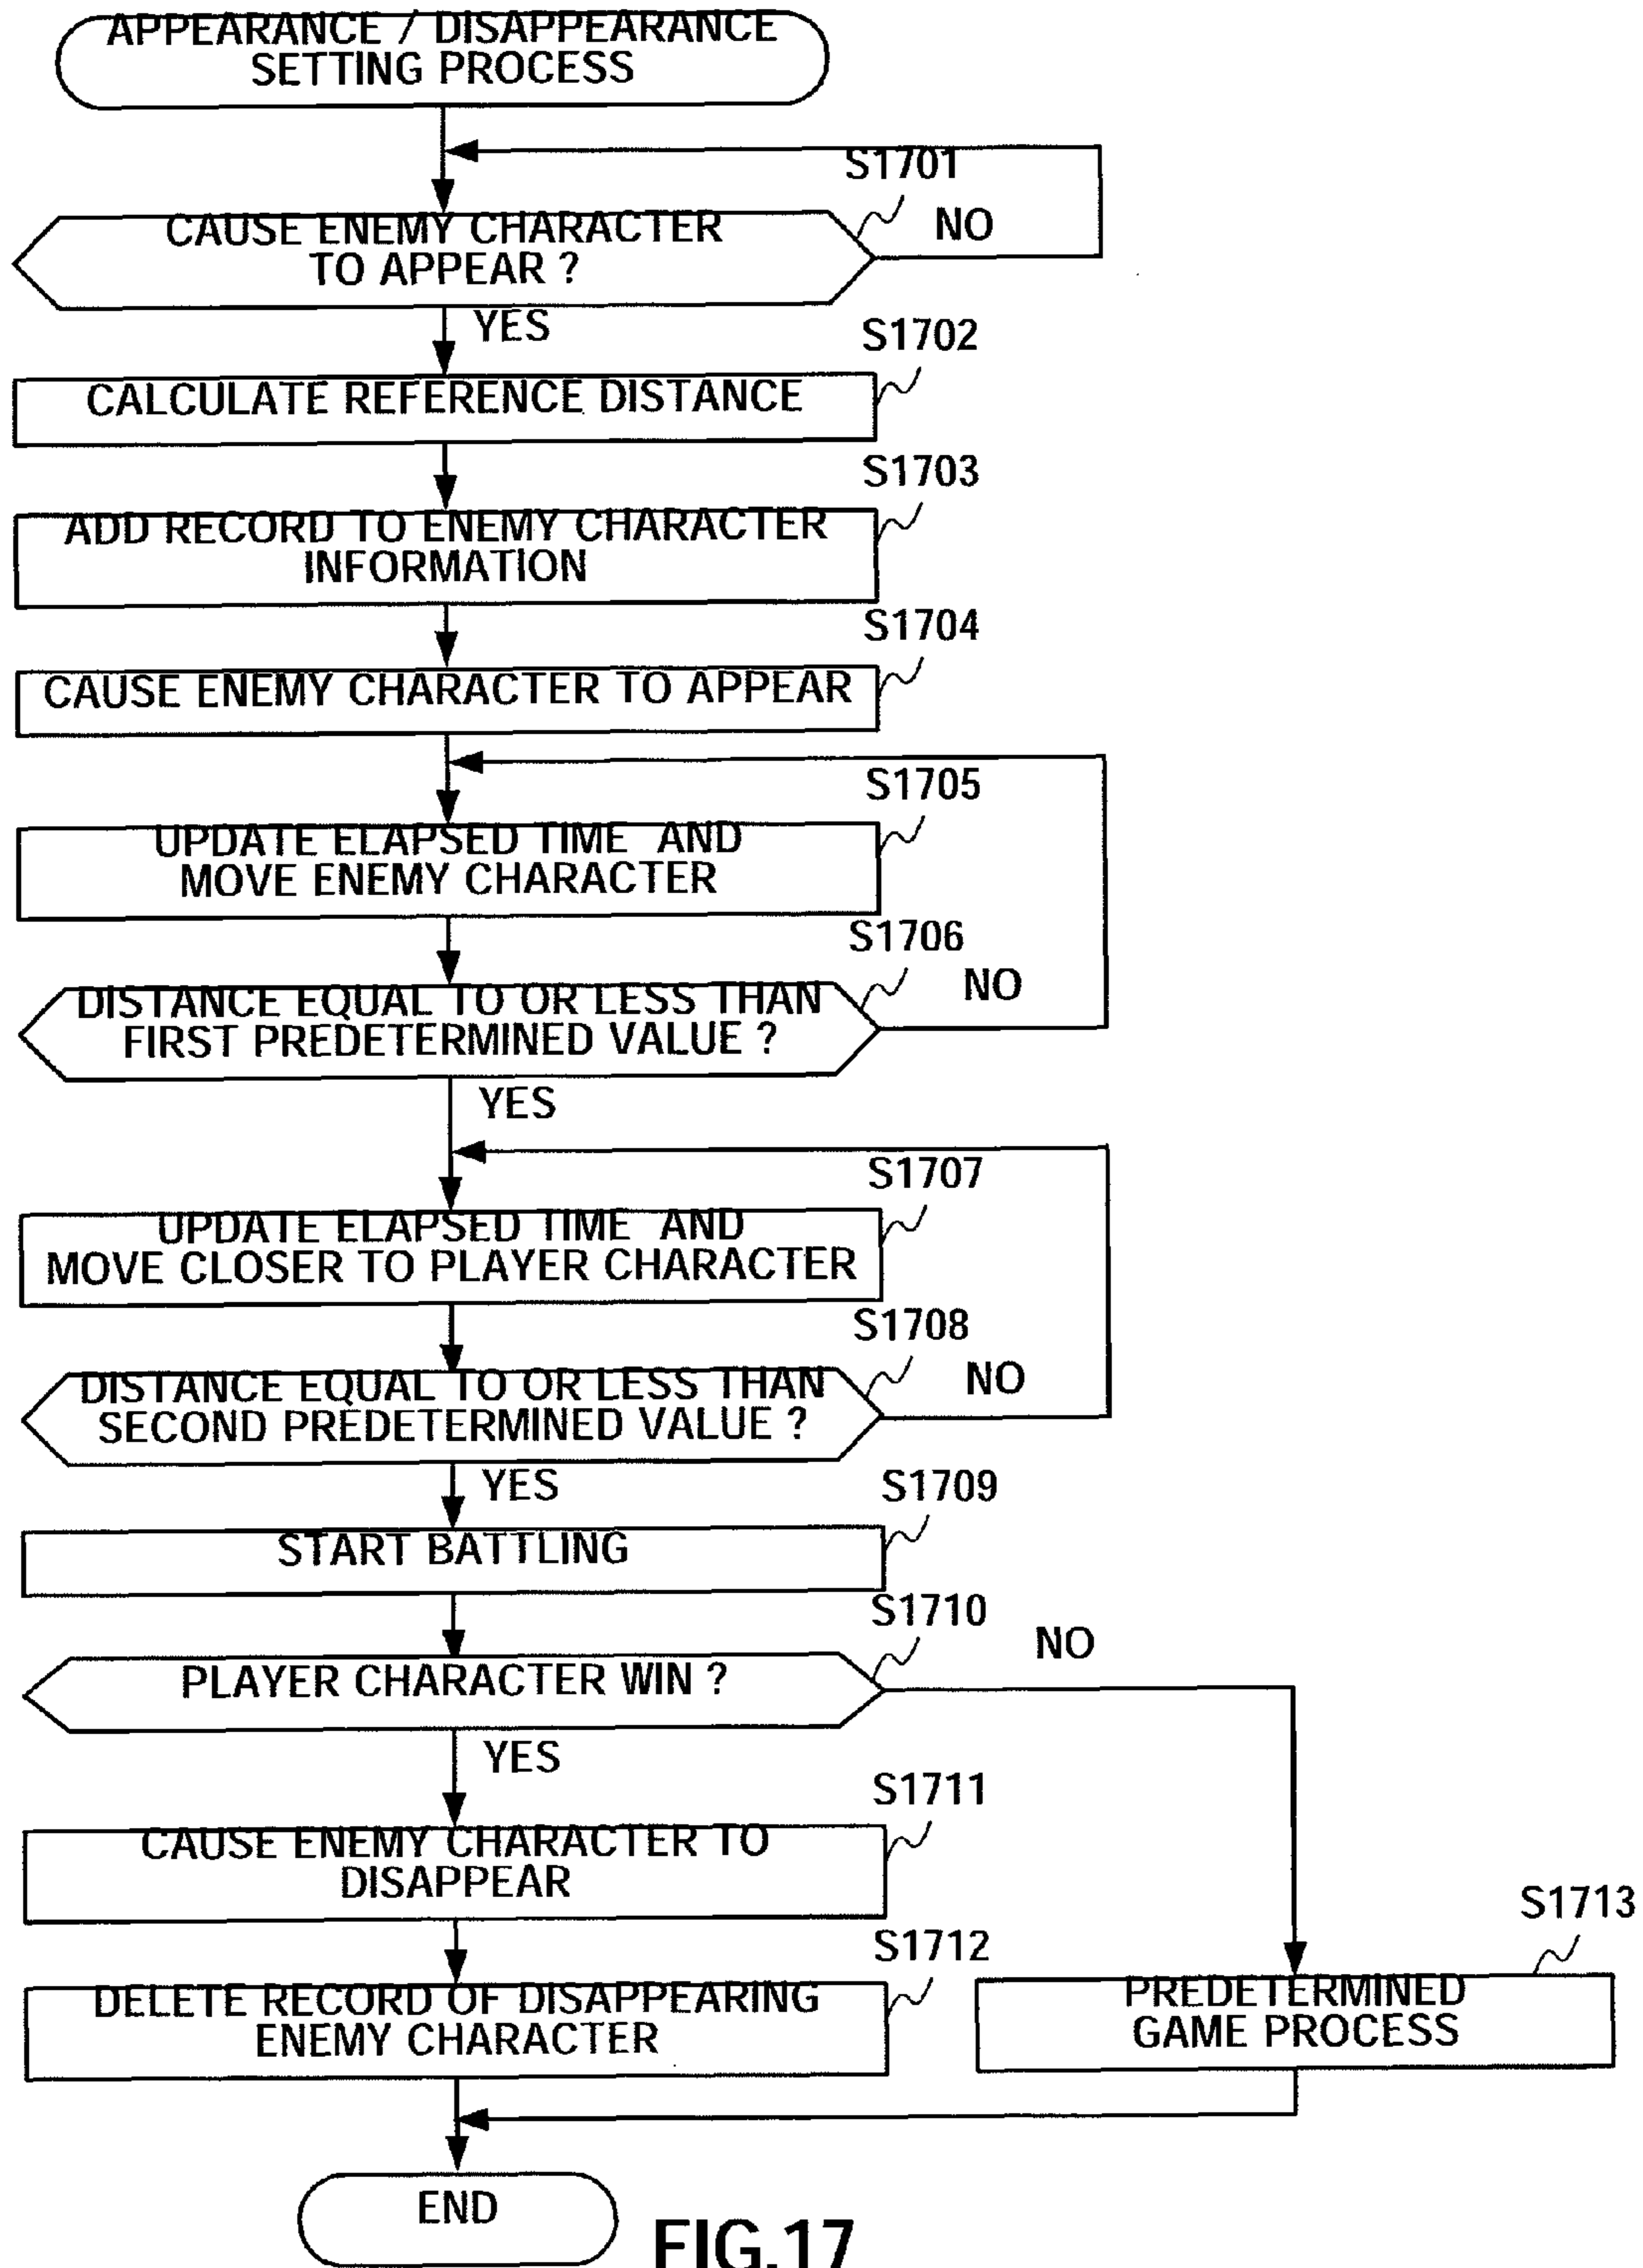 APPEARANCE / DISAPPEARANCE
SETTING PROCESS
S1701
CAUSE ENEMY CHARACTER
TO APPEAR ?
NO
YES
S1702
CALCULATE REFERENCE DISTANCE
S1703
ADD RECORD TO ENEMY CHARACTER
INFORMATION
S1704
CAUSE ENEMY CHARACTER TO APPEAR
S1705
UPDATE ELAPSED TIME AND
MOVE ENEMY CHARACTER
S1706
DISTANCE EQUAL TO OR LESS THAN
FIRST PREDETERMINED VALUE ?
NO
YES
S1707
UPDATE ELAPSED TIME AND
MOVE CLOSER TO PLAYER CHARACTER
S1708
DISTANCE EQUAL TO OR LESS THAN
SECOND PREDETERMINED VALUE ?
NO
YES
S1709
START BATTLING
S1710
PLAYER CHARACTER WIN ?
NO
YES
S1711
CAUSE ENEMY CHARACTER TO
DISAPPEAR
S1712
DELETE RECORD OF DISAPPEARING
ENEMY CHARACTER
S1713
PREDETERMINED
GAME PROCESS
END
FIG.17